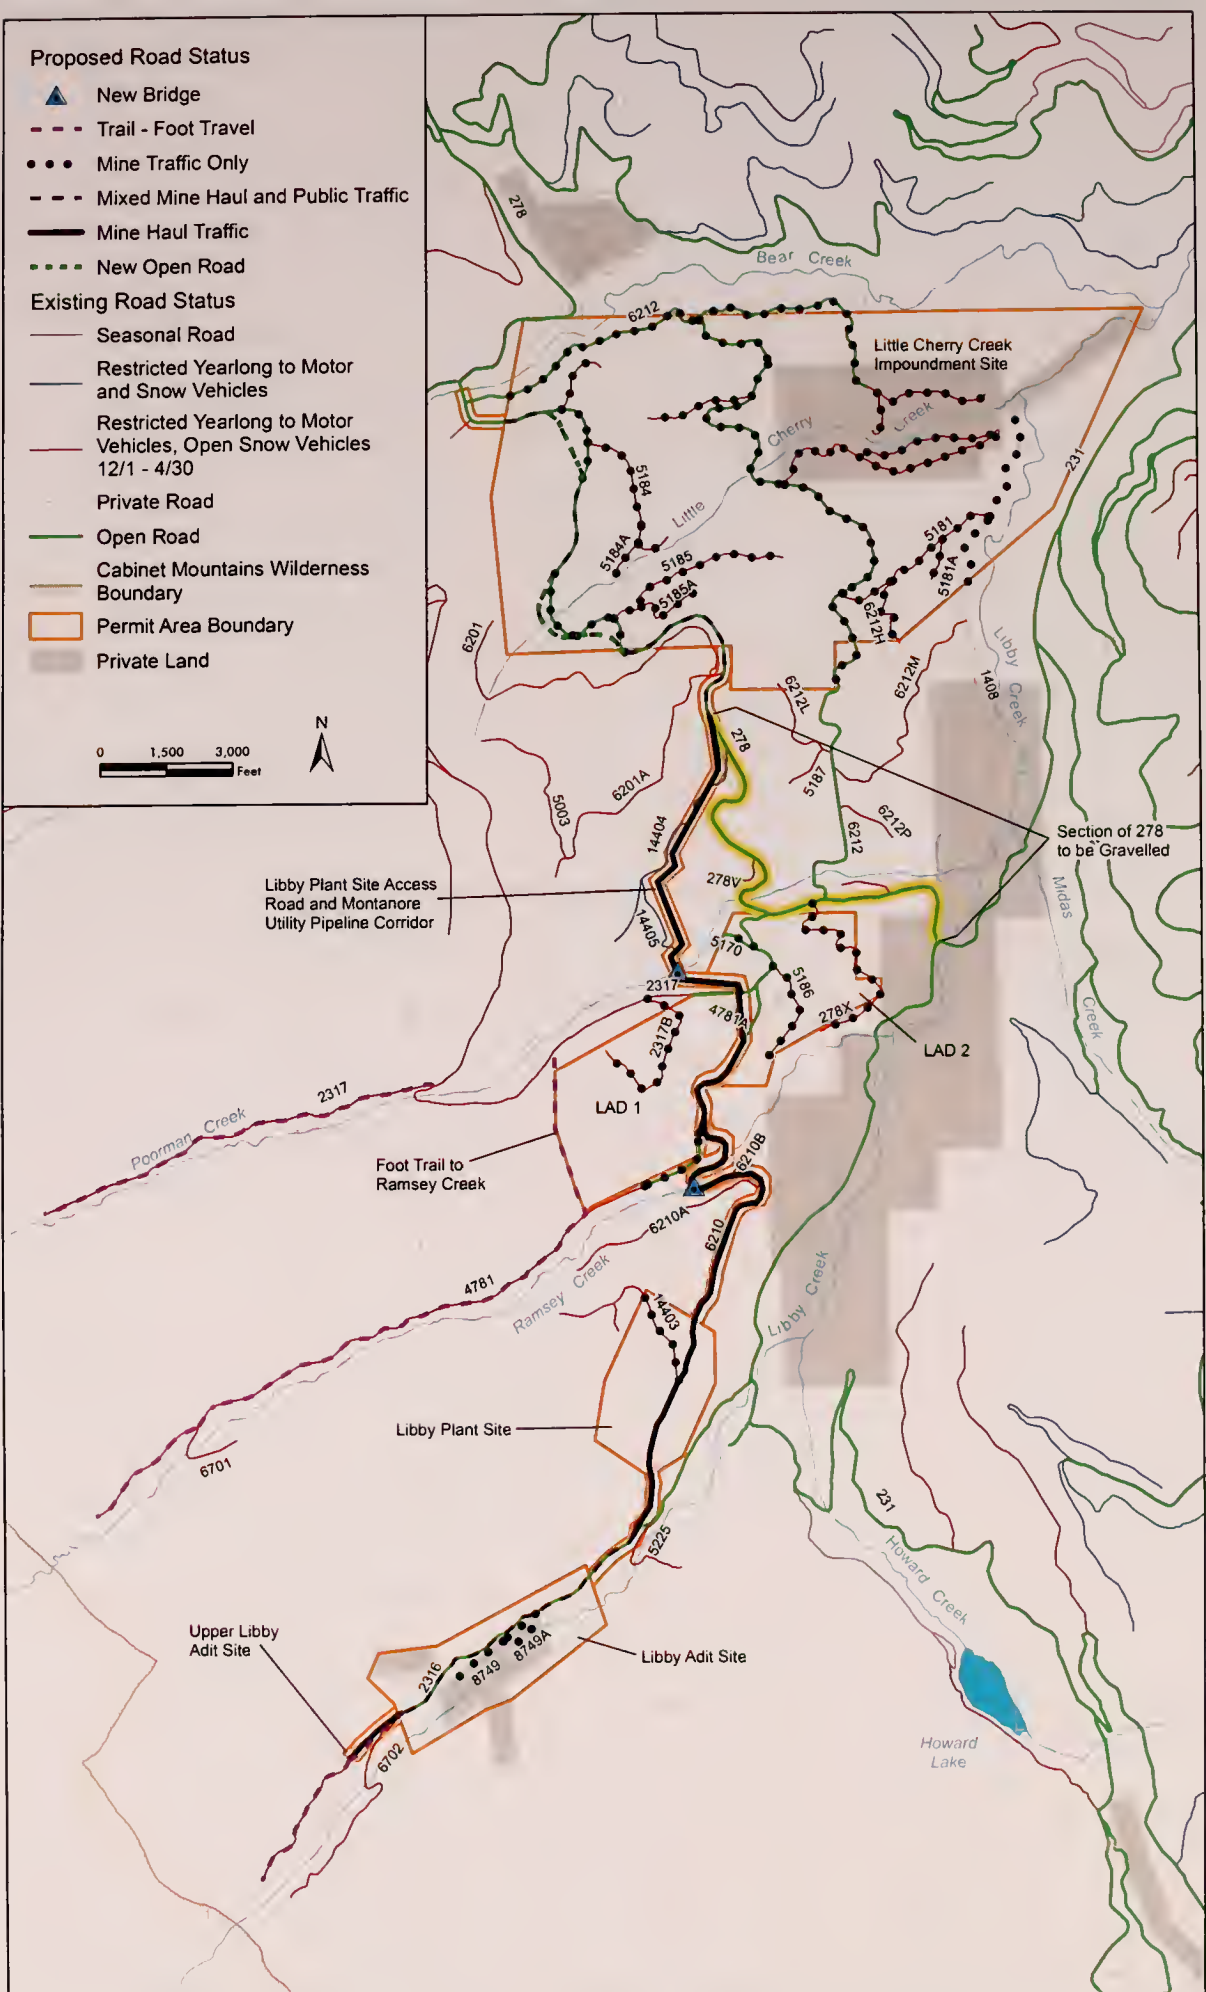 Proposed Road Status
New Bridge
Trail - Foot Travel
Mine Traffic Only
Mixed Mine Haul and Public Traffic
Mine Haul Traffic
New Open Road
Existing Road Status
Seasonal Road
Restricted Yearlong to Motor
and Snow Vehicles
Restricted Yearlong to Motor
Vehicles, Open Snow Vehicles
12/1 - 4/30
Private Road
Open Road
Cabinet Mountains Wilderness
Boundary
Permit Area Boundary
Private Land
N
0 1,500 3,000
Feet
278
Bear Creek
6212
Little Cherry Creek
Impoundment Site
Little Cherry Creek
231
5184
5184A
5185
5185A
5181
5181A
6212H
6201
6212L
6212M
1408
Libby Creek
278
6201A
5003
5187
6212P
6212
14404
Section of 278
to be Gravelled
278V
Libby Plant Site Access
Road and Montanore
Utility Pipeline Corridor
14405
Midas Creek
5170
2317
5186
278X
4781A
2317B
LAD 2
LAD 1
2317
Poorman Creek
Foot Trail to
Ramsey Creek
6210B
6210A
6210
4781
Ramsey Creek
14403
Libby Creek
Libby Plant Site
6701
231
5225
Howard Creek
Upper Libby
Adit Site
2316
8749
8749A
Libby Adit Site
6702
Howard
Lake